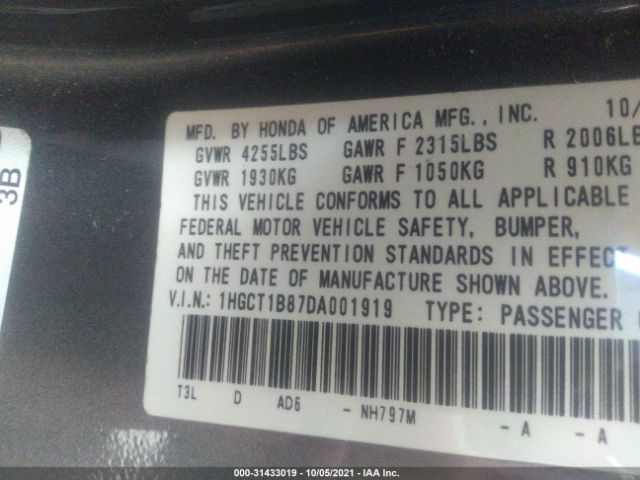 MFD. BY HONDA OF AMERICA MFG., INC. 10/
GVWR 4255LBS GAWR F 2315LBS R 2006LB
GVWR 1930KG GAWR F 1050KG R 910KG
THIS VEHICLE CONFORMS TO ALL APPLICABLE
FEDERAL MOTOR VEHICLE SAFETY, BUMPER,
AND THEFT PREVENTION STANDARDS IN EFFECT
ON THE DATE OF MANUFACTURE SHOWN ABOVE.
V.I.N.: 1HGCT1B87DA001919 TYPE: PASSENGER
T3L D AD6 - NH797M - A - A
3B
000-31433019 - 10/05/2021 - IAA Inc.